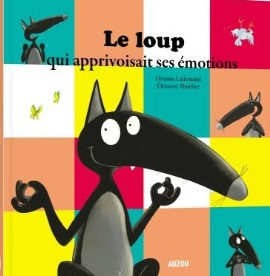 Le loup
qui apprivoisait ses émotions
Orianne Lallemand
Éléonore Thuillier
AUZOU